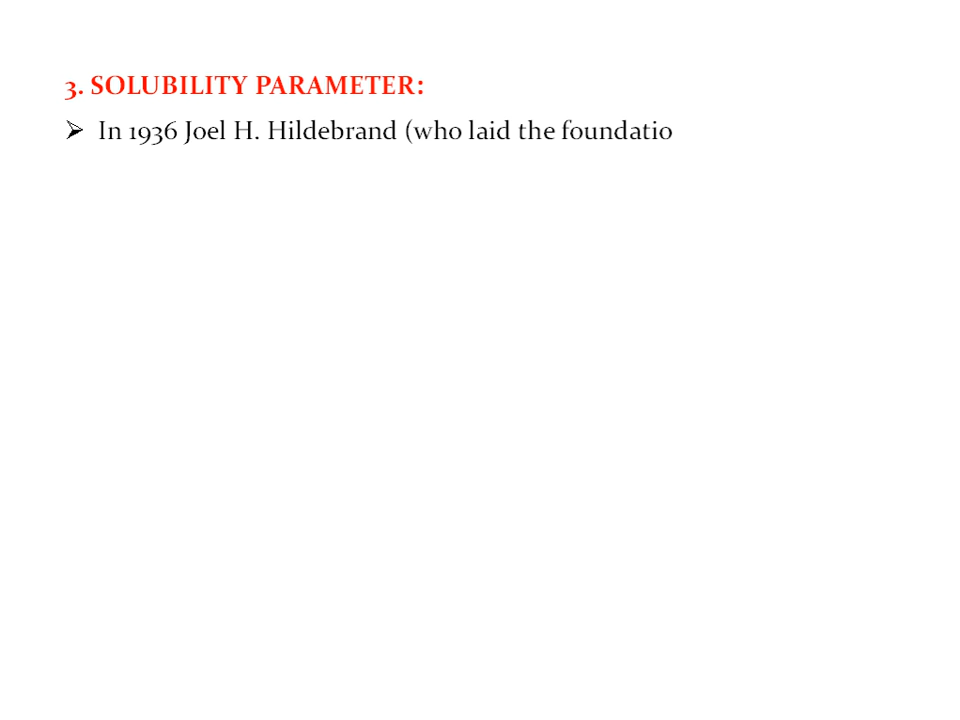 3. SOLUBILITY PARAMETER:
➢ In 1936 Joel H. Hildebrand (who laid the foundatio